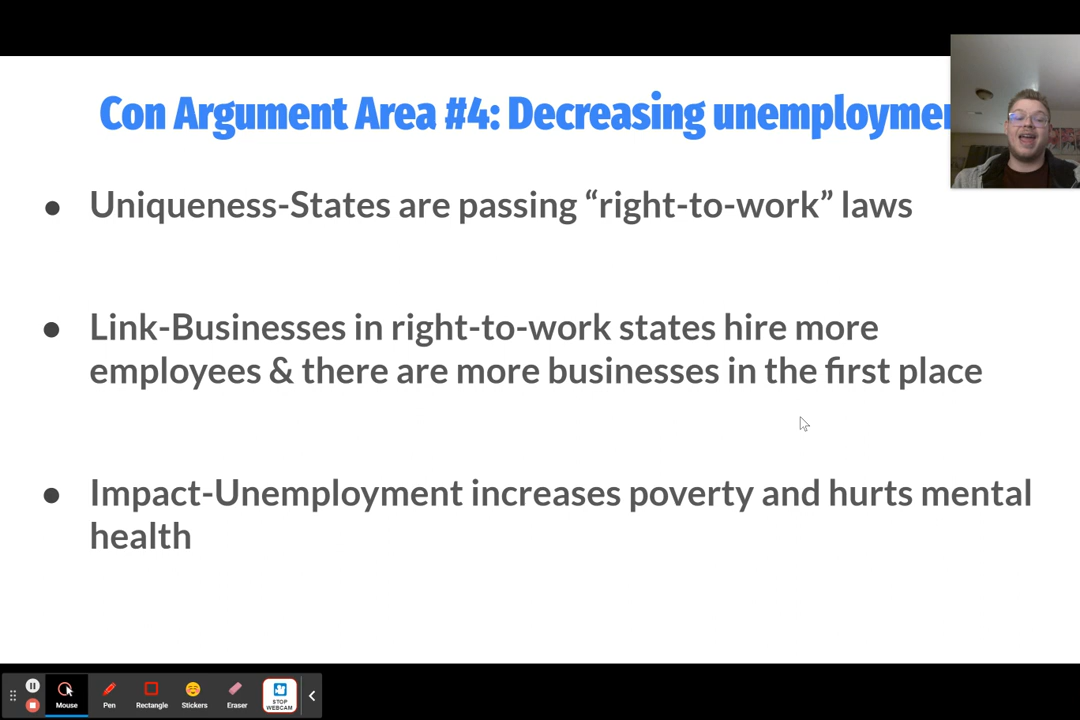 Con Argument Area #4: Decreasing
Uniqueness-States are passing “right-to-work” laws
Link-Businesses in right-to-work states hire more
employees & there are more businesses in the first place
Impact-Unemployment increases poverty and hurts mental
health
Mouse
Pen
Rectangle
Stickers
Eraser
STOP
WEBCAM